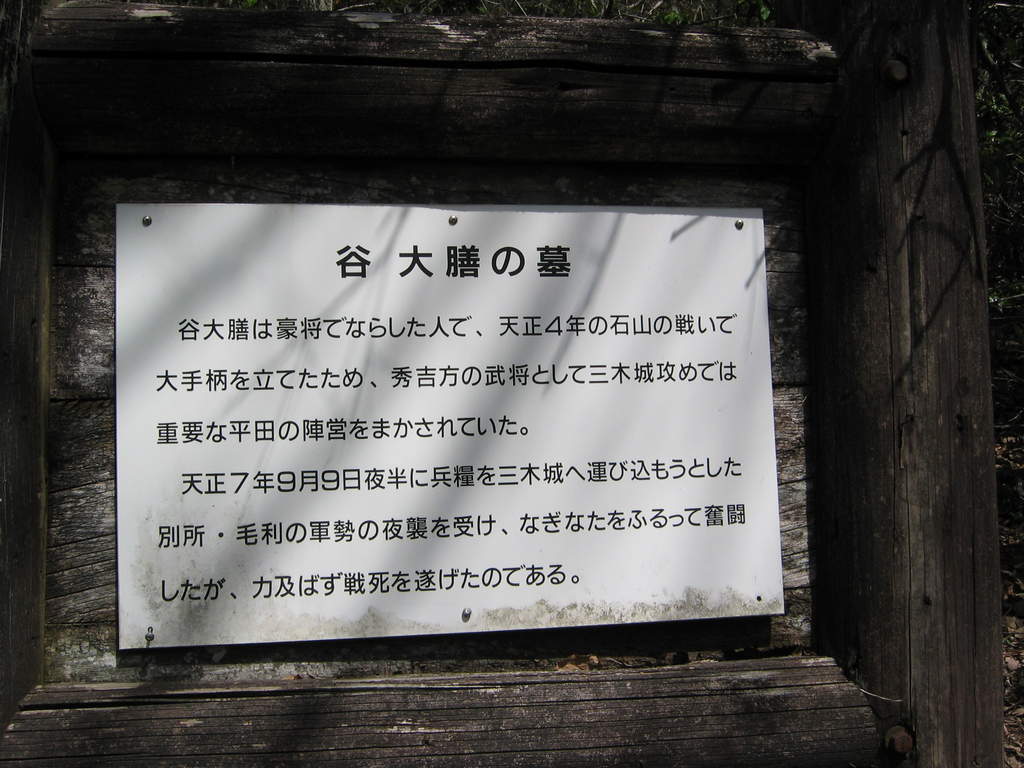 谷 大膳の墓
谷大膳は豪将でならした人で、天正4年の石山の戦いで
大手柄を立てたため、秀吉方の武将として三木城攻めでは
重要な平田の陣営をまかされていた。
天正7年9月9日夜半に兵糧を三木城へ運び込もうとした
別所・毛利の軍勢の夜襲を受け、なぎなたをふるって奮闘
したが、力及ばず戦死を遂げたのである。